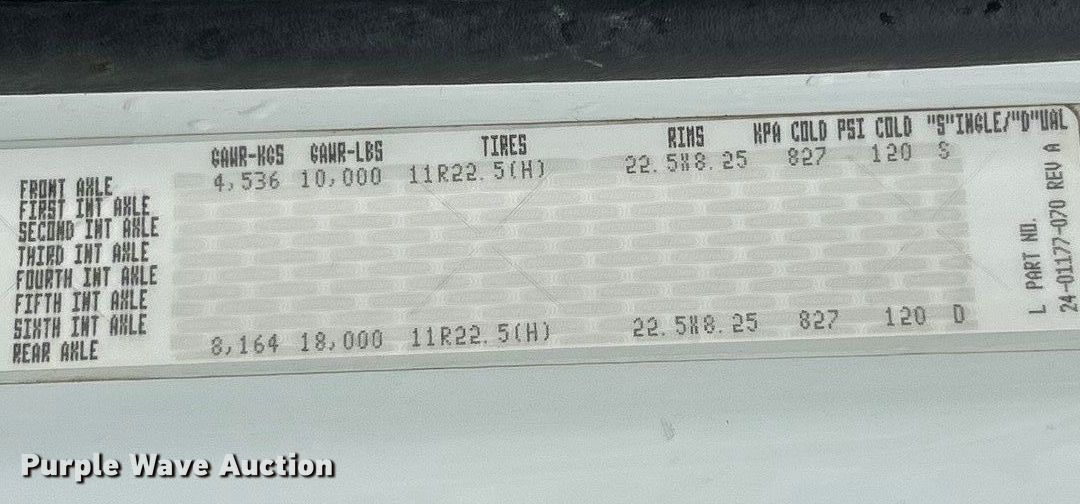 GAWR-KGS GAWR-LBS TIRES RIMS KPA COLD PSI COLD "S"INGLE/"D"UAL
FRONT AXLE 4,536 10,000 11R22.5(H) 22.5X8.25 827 120 S
FIRST INT AXLE
SECOND INT AXLE
THIRD INT AXLE
FOURTH INT AXLE
FIFTH INT AXLE
SIXTH INT AXLE
REAR AXLE 8,164 18,000 11R22.5(H) 22.5X8.25 827 120 D
L PART NO.
24-01177-070 REV A
Purple Wave Auction